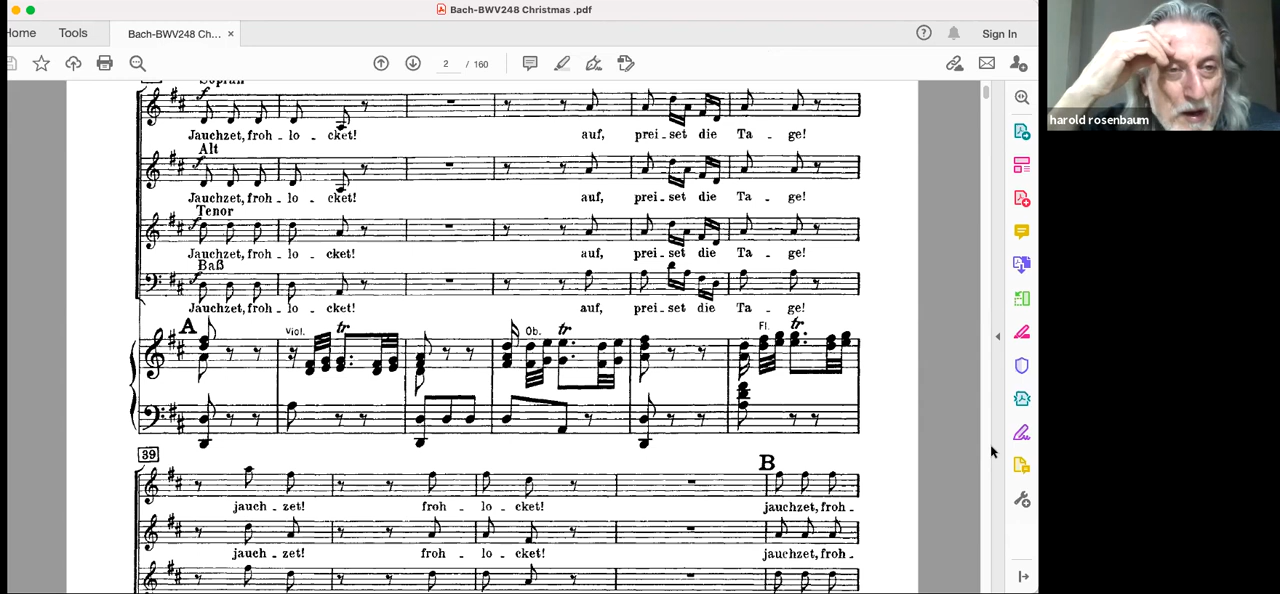 Bach-BWV248 Christmas .pdf
Home Tools Bach-BWV248 Ch... × Sign In
2 / 160
harold rosenbaum
Sopran
Jauchzet, froh - lo - cket! auf, prei - set die Ta - ge!
Alt
Jauchzet, froh - lo - cket! auf, prei - set die Ta - ge!
Tenor
Jauchzet, froh - lo - cket! auf, prei - set die Ta - ge!
Baß
Jauchzet, froh - lo - cket! auf, prei - set die Ta - ge!
A Viol. tr Ob. tr Fl. tr
39
B
jauch - zet! froh - lo - cket! jauchzet, froh -
jauch - zet! froh - lo - cket! jauchzet, froh -